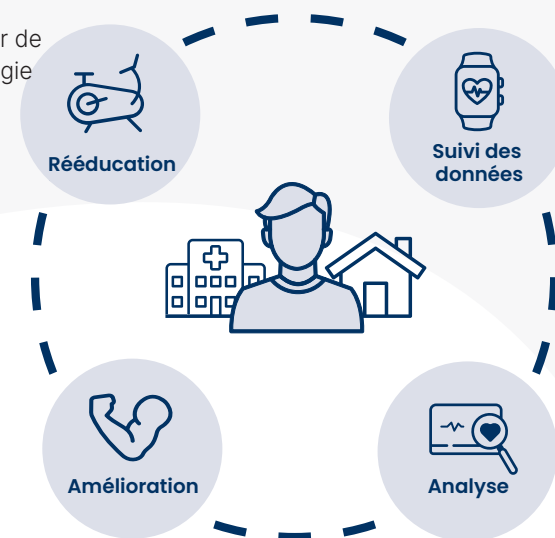 r de
gie
Rééducation
Suivi des
données
Amélioration
Analyse